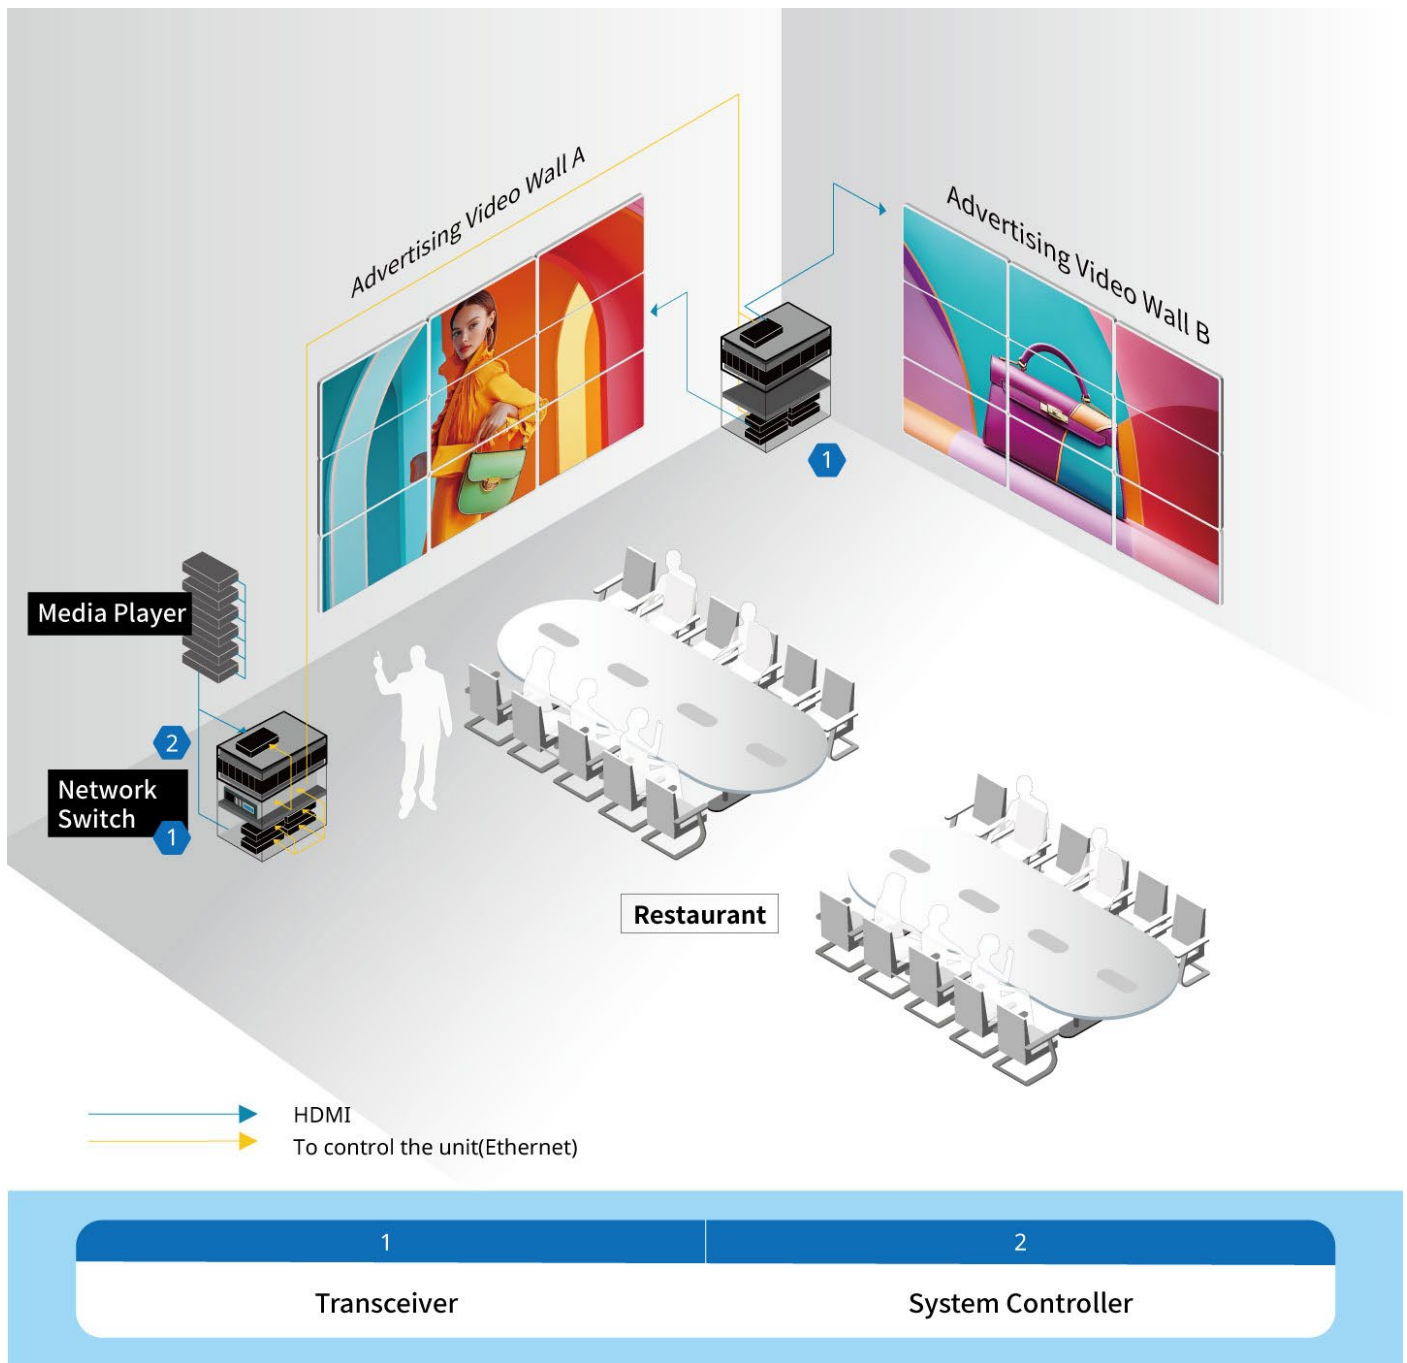 Advertising Video Wall A
Advertising Video Wall B
1
Media Player
2
Network
Switch
1
Restaurant
HDMI
To control the unit(Ethernet)
1
2
Transceiver
System Controller